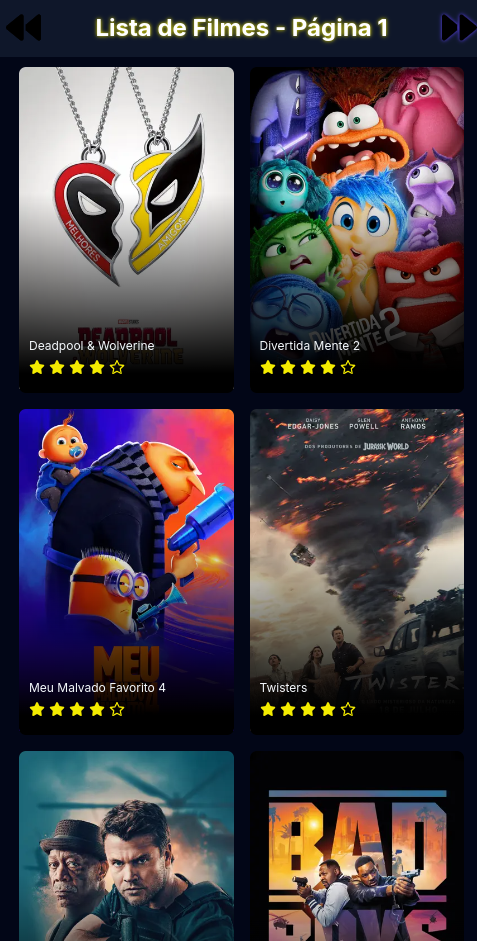 Lista de Filmes - Página 1
MELHORES
AMIGOS
DEADPOOL
Deadpool & Wolverine
DIVERTIDA
MENTE 2
Divertida Mente 2
MEU
Meu Malvado Favorito 4
DAISY EDGAR-JONES GLEN POWELL ANTHONY RAMOS
DOS PRODUTORES DE JURASSIC WORLD
TWISTERS
Twisters
BAD
BOYS